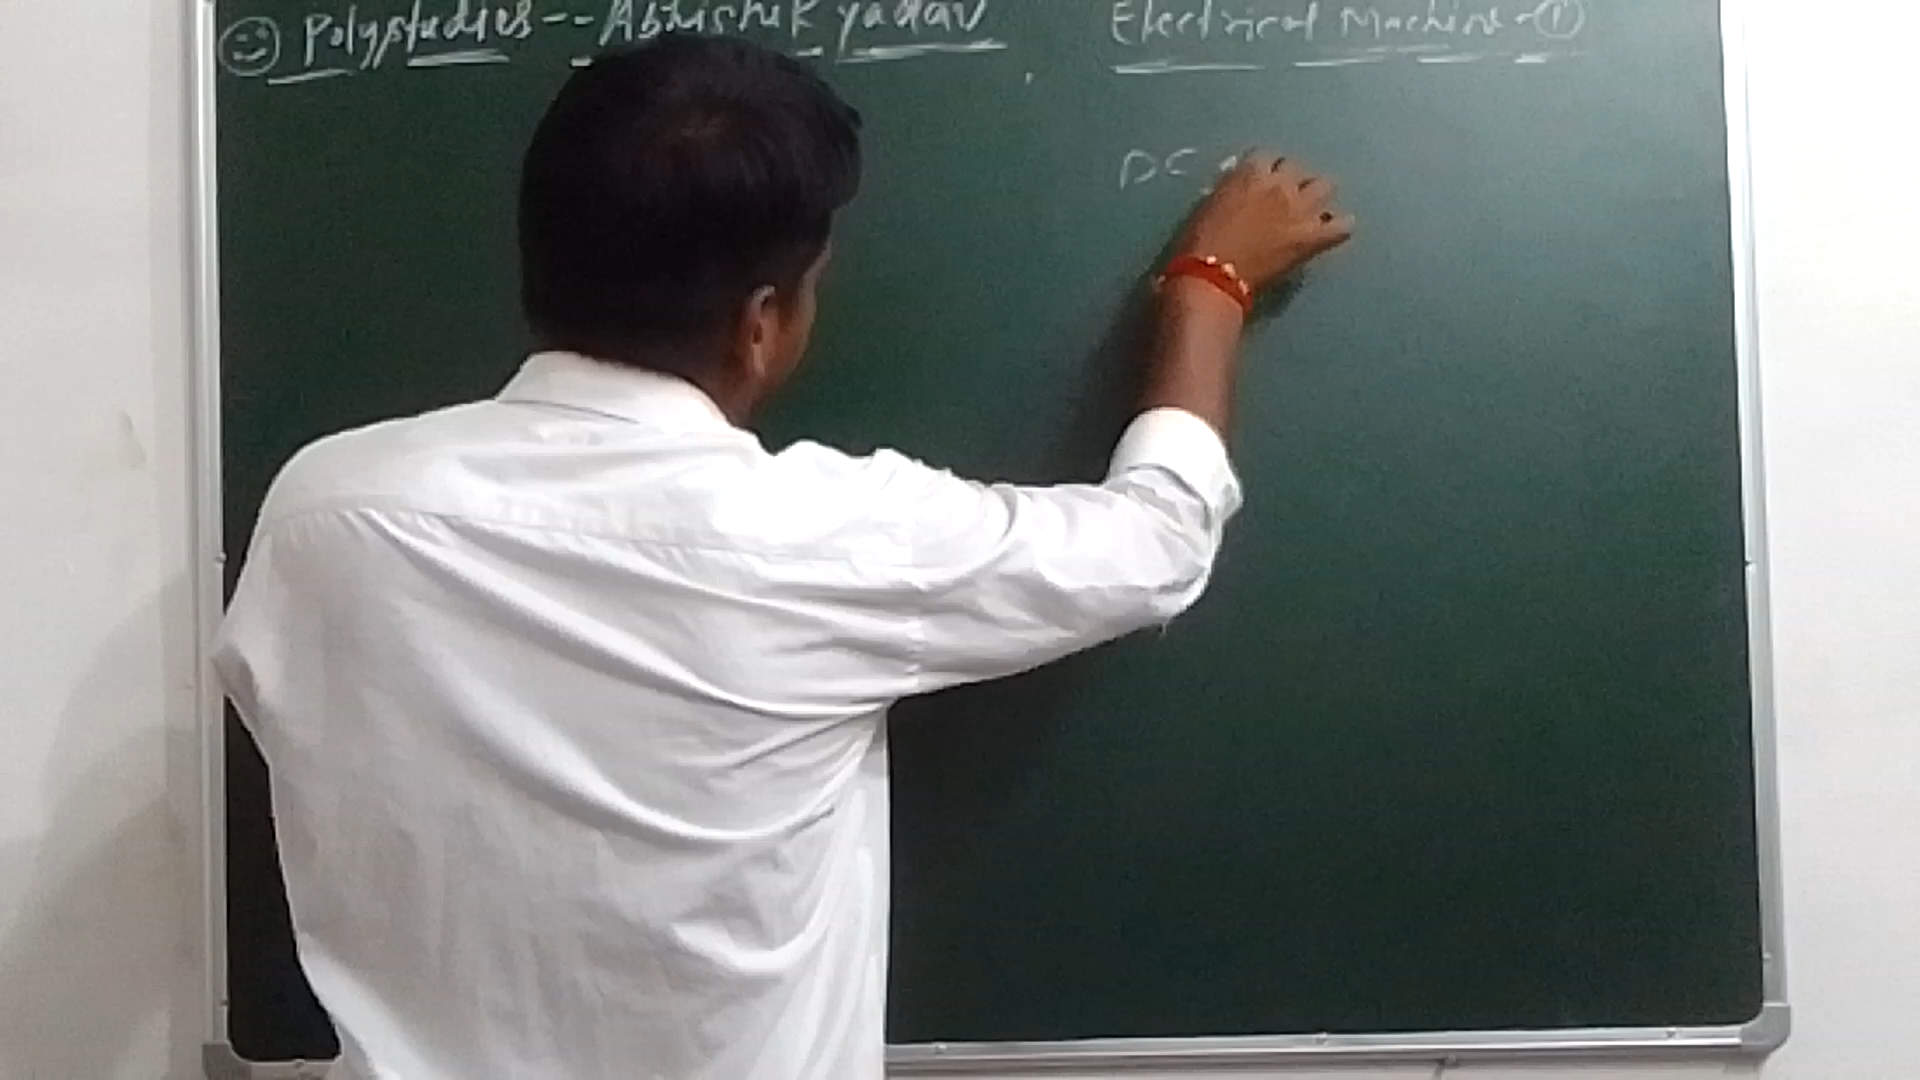 Polystudies -- Abhishek yadav
Electrical Machine - 1
DC